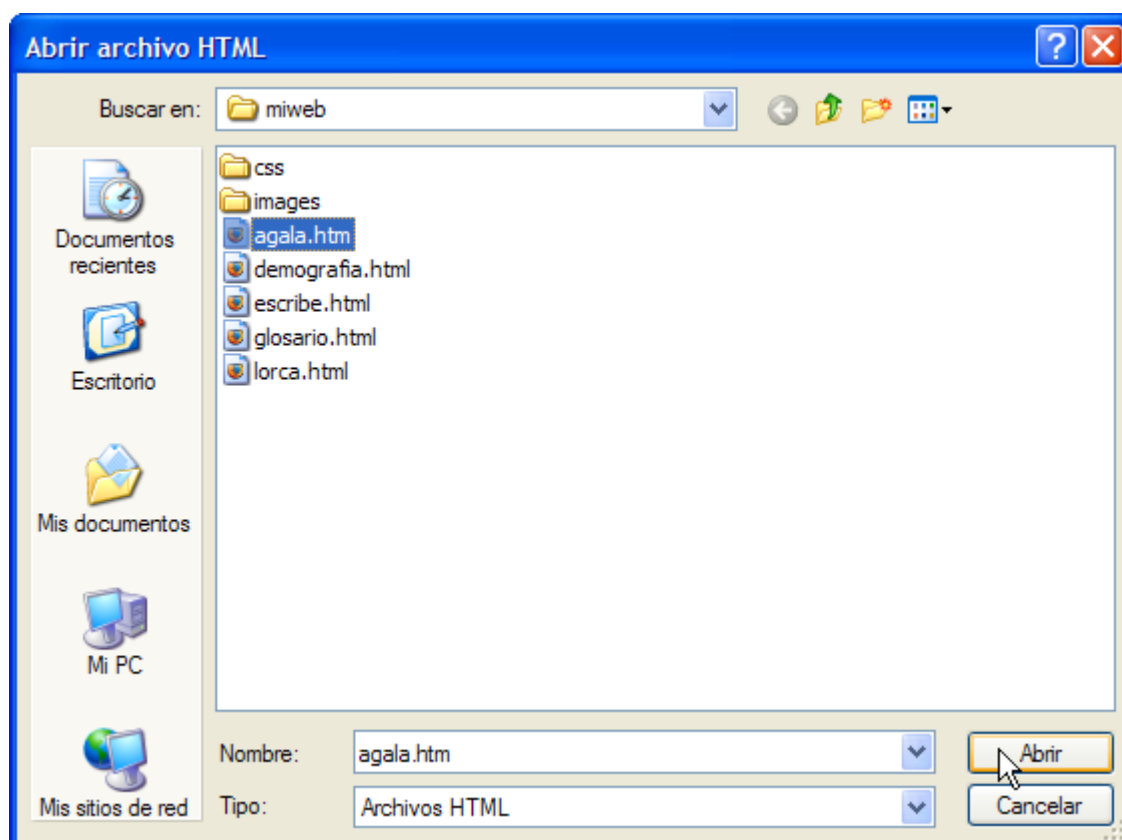 Abrir archivo HTML
Buscar en: miweb
Documentos
recientes
Escritorio
Mis documentos
Mi PC
Mis sitios de red
css
images
agala.htm
demografia.html
escribe.html
glosario.html
lorca.html
Nombre: agala.htm Abrir
Tipo: Archivos HTML Cancelar